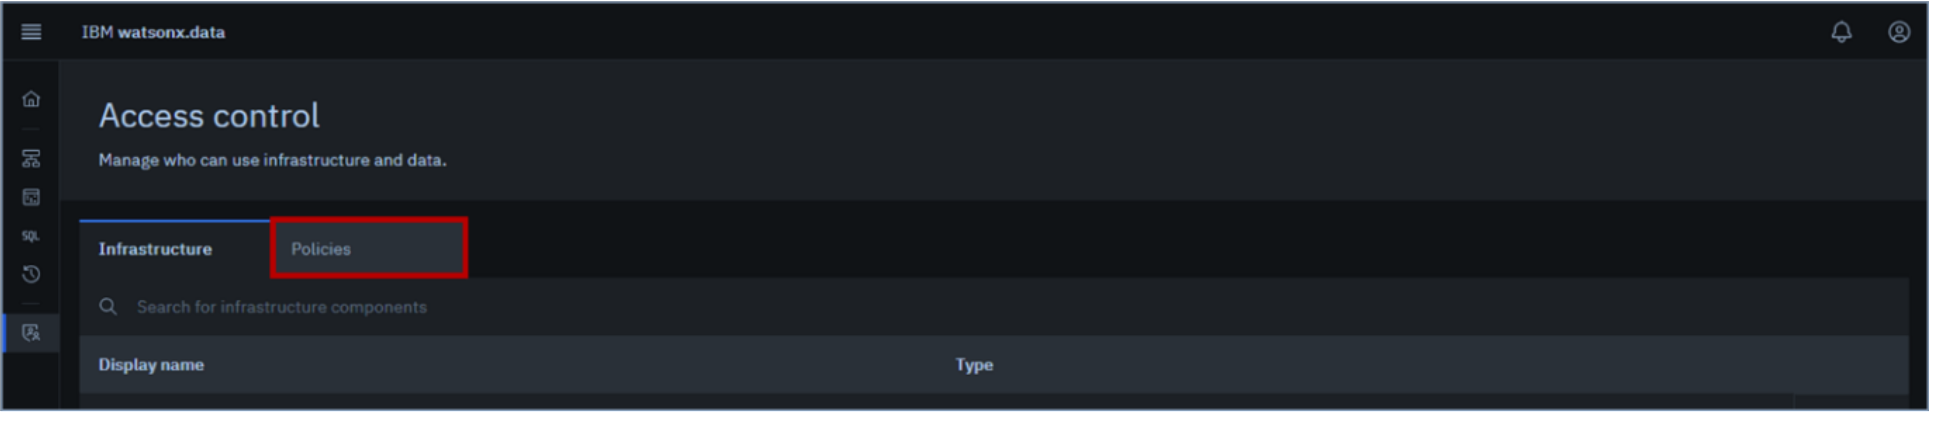 IBM watsonx.data
Access control
Manage who can use infrastructure and data.
SQL
Infrastructure
Policies
Search for infrastructure components
Display name
Type